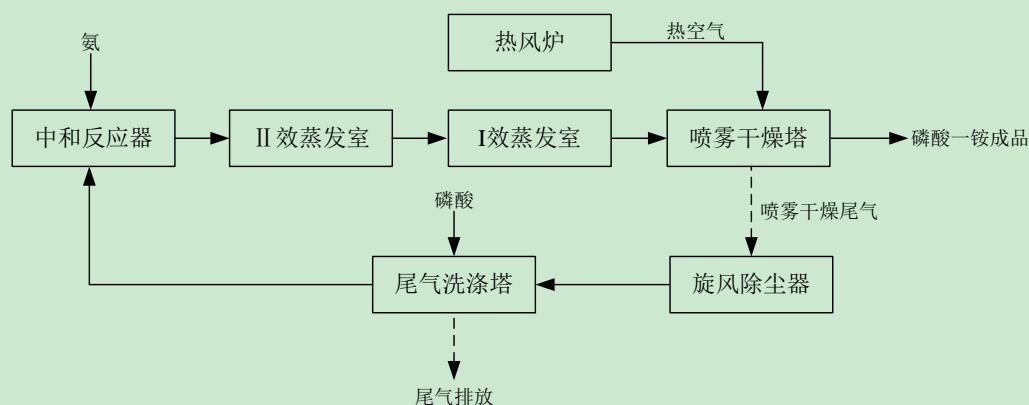 热风炉
热空气
氨
中和反应器
Ⅱ效蒸发室
Ⅰ效蒸发室
喷雾干燥塔
磷酸一铵成品
磷酸
喷雾干燥尾气
尾气洗涤塔
旋风除尘器
尾气排放